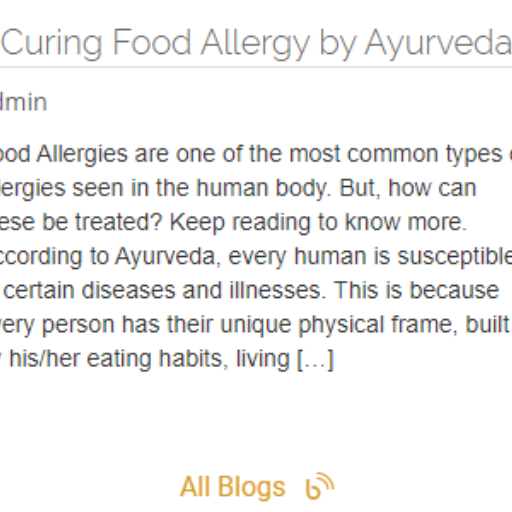 Curing Food Allergy by Ayurveda
dmin
ood Allergies are one of the most common types
lergies seen in the human body. But, how can
ese be treated? Keep reading to know more.
ccording to Ayurveda, every human is susceptible
certain diseases and illnesses. This is because
very person has their unique physical frame, built
his/her eating habits, living […]
All Blogs